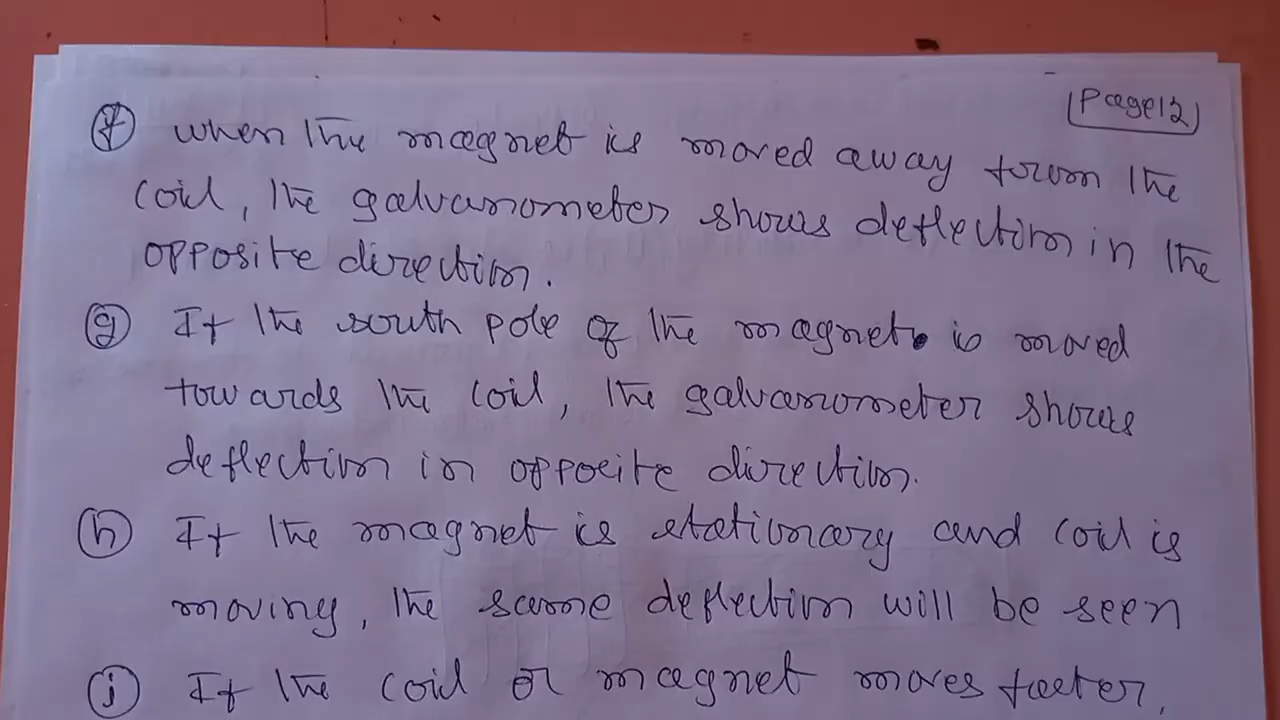 Page 12
(f) when the magnet is moved away from the
coil, the galvanometer shows deflection in the
opposite direction.
(g) If the south pole of the magnet is moved
towards the coil, the galvanometer shows
deflection in opposite direction.
(h) If the magnet is stationary and coil is
moving, the same deflection will be seen
(i) If the coil or magnet moves faster,